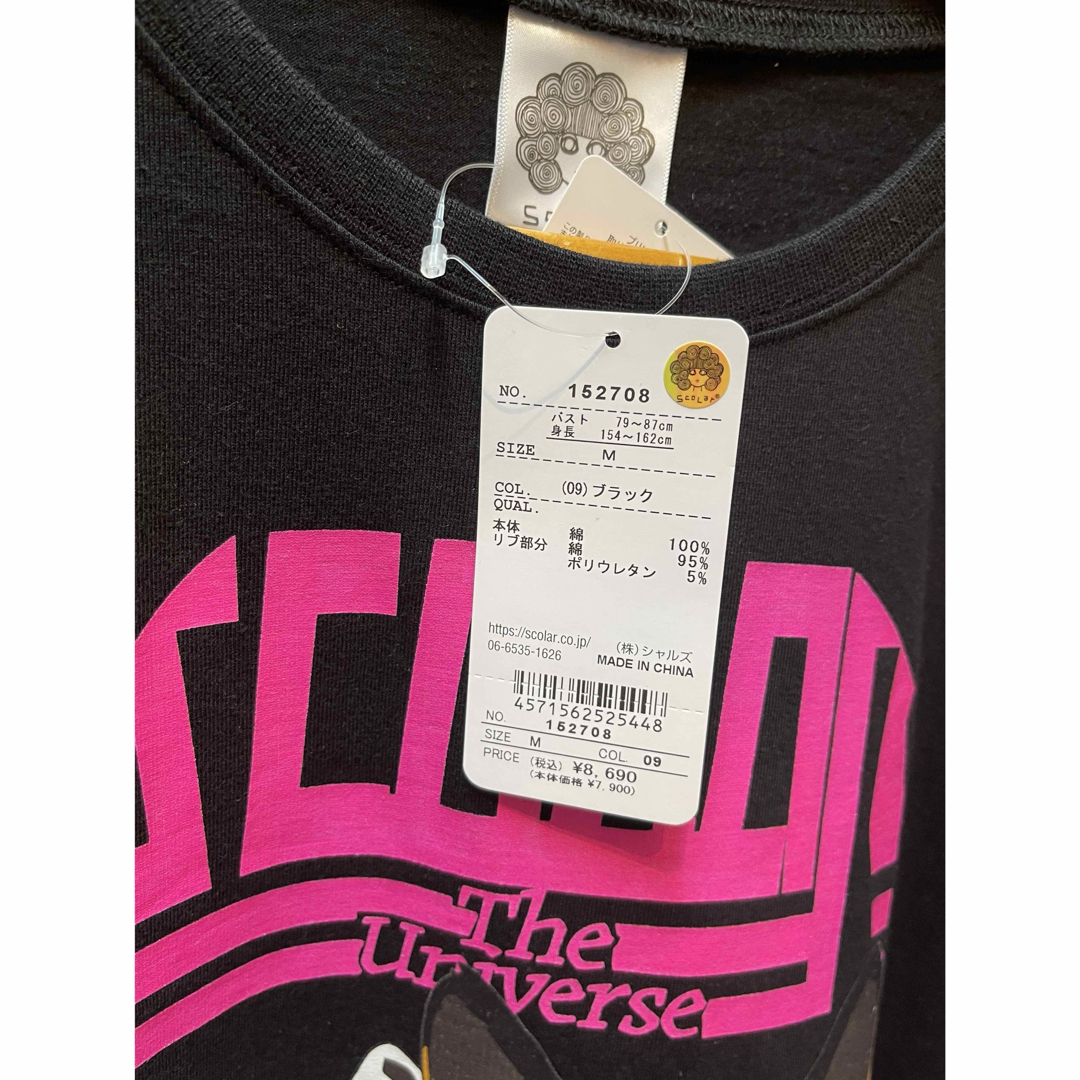 NO. 152708
ScoLar®
バスト 79~87cm
身長 154~162cm
SIZE M
COL. (09)ブラック
QUAL.
本体 綿 100%
リブ部分 綿 95%
ポリウレタン 5%
https://scolar.co.jp/
06-6535-1626
(株)シャルズ
MADE IN CHINA
4571562525448
NO. 152708
SIZE M COL. 09
PRICE (税込) ¥8,690
(本体価格 ¥7,900)
The
Universe